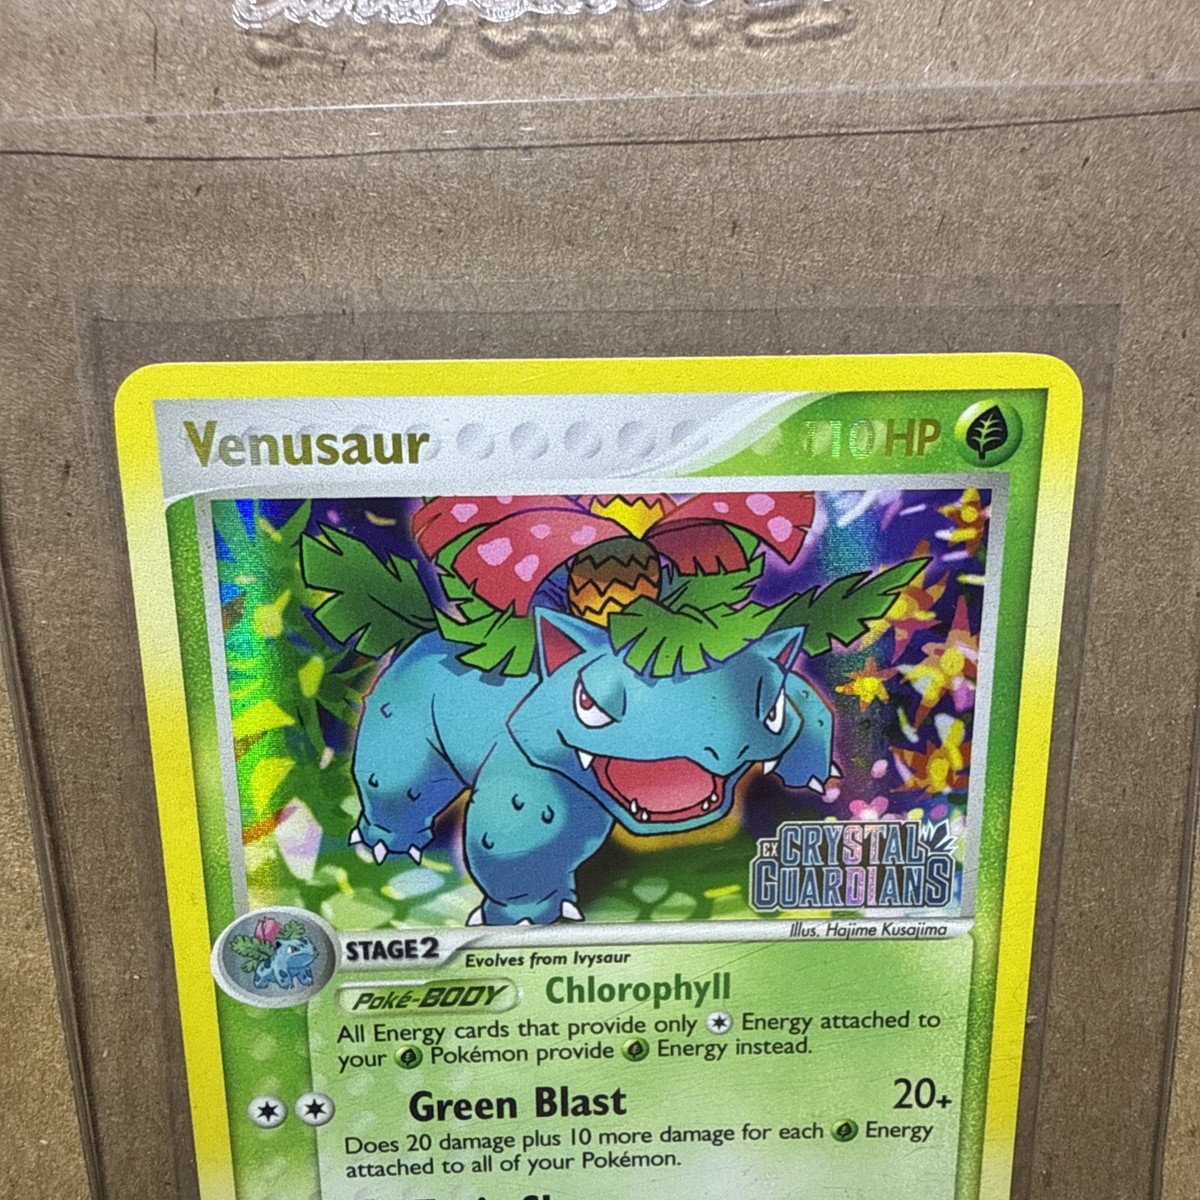 Venusaur 110 HP
EX CRYSTAL
GUARDIANS
Illus. Hajime Kusajima
STAGE 2 Evolves from Ivysaur
Poké-BODY Chlorophyll
All Energy cards that provide only Energy attached to
your Pokémon provide Energy instead.
Green Blast 20+
Does 20 damage plus 10 more damage for each Energy
attached to all of your Pokémon.